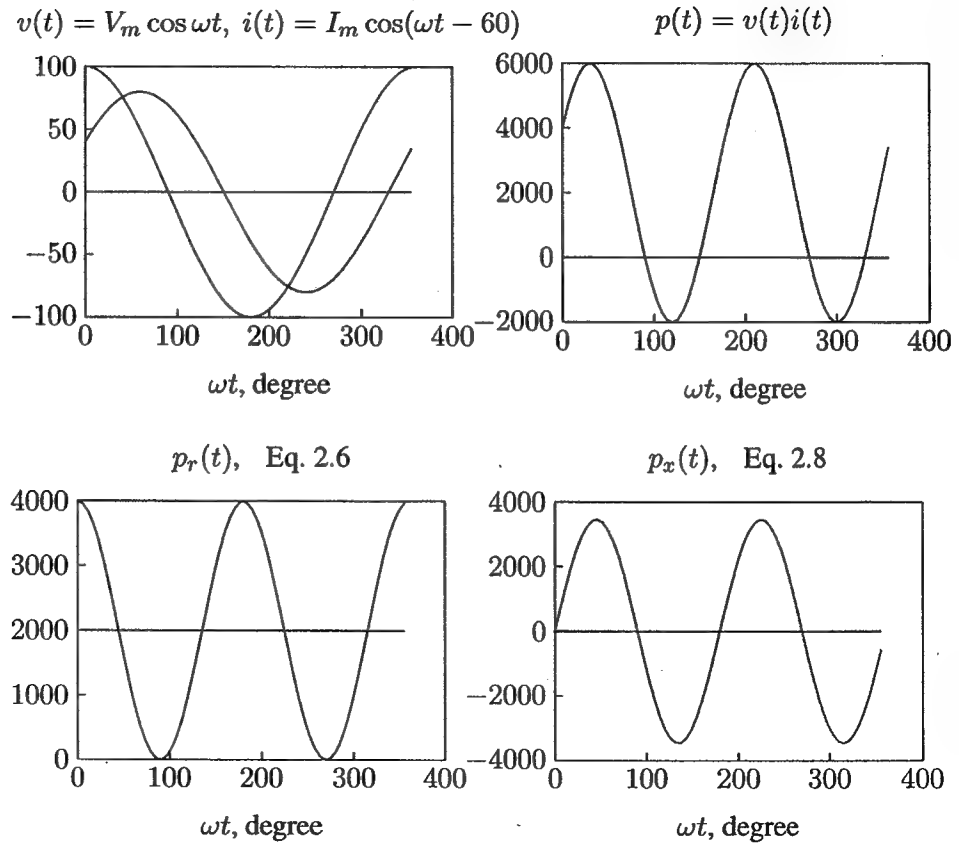 v(t) = V_m cos ωt, i(t) = I_m cos(ωt − 60)
100
50
0
−50
−100
0 100 200 300 400
ωt, degree
p(t) = v(t)i(t)
6000
4000
2000
0
−2000
0 100 200 300 400
ωt, degree
p_r(t), Eq. 2.6
4000
3000
2000
1000
0
0 100 200 300 400
ωt, degree
p_x(t), Eq. 2.8
4000
2000
0
−2000
−4000
0 100 200 300 400
ωt, degree